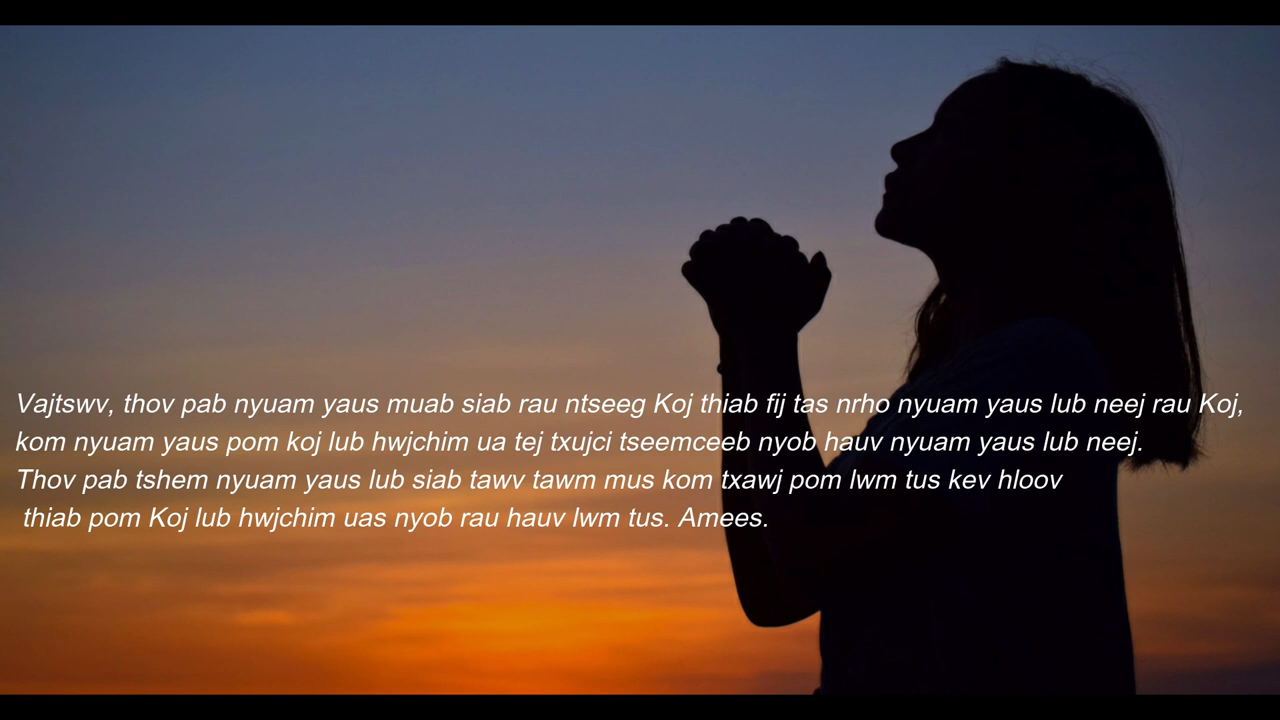 Vajtswv, thov pab nyuam yaus muab siab rau ntseeg Koj thiab fij tas nrho nyuam yaus lub neej rau Koj,
kom nyuam yaus pom koj lub hwjchim ua tej txujci tseemceeb nyob hauv nyuam yaus lub neej.
Thov pab tshem nyuam yaus lub siab tawv tawm mus kom txawj pom lwm tus kev hloov
thiab pom Koj lub hwjchim uas nyob rau hauv lwm tus. Amees.